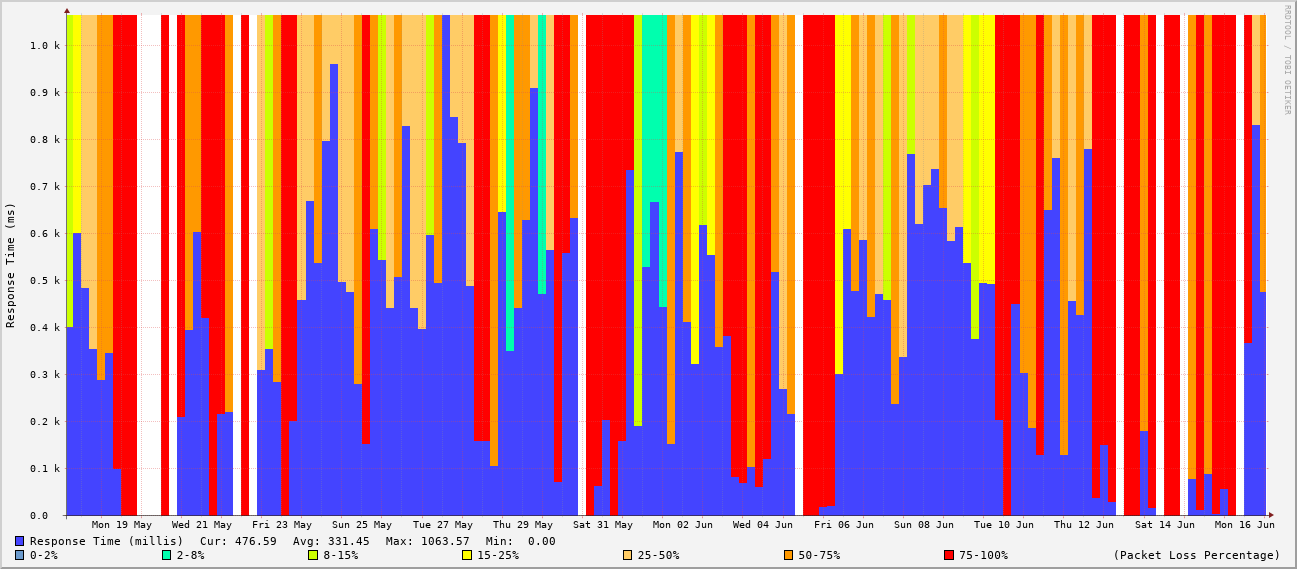 RRDTOOL / TOBI OETIKER
Response Time (ms)
1.0 k
0.9 k
0.8 k
0.7 k
0.6 k
0.5 k
0.4 k
0.3 k
0.2 k
0.1 k
0.0
Mon 19 May Wed 21 May Fri 23 May Sun 25 May Tue 27 May Thu 29 May Sat 31 May Mon 02 Jun Wed 04 Jun Fri 06 Jun Sun 08 Jun Tue 10 Jun Thu 12 Jun Sat 14 Jun Mon 16 Jun
Response Time (millis) Cur: 476.59 Avg: 331.45 Max: 1063.57 Min: 0.00
0-2% 2-8% 8-15% 15-25% 25-50% 50-75% 75-100% (Packet Loss Percentage)